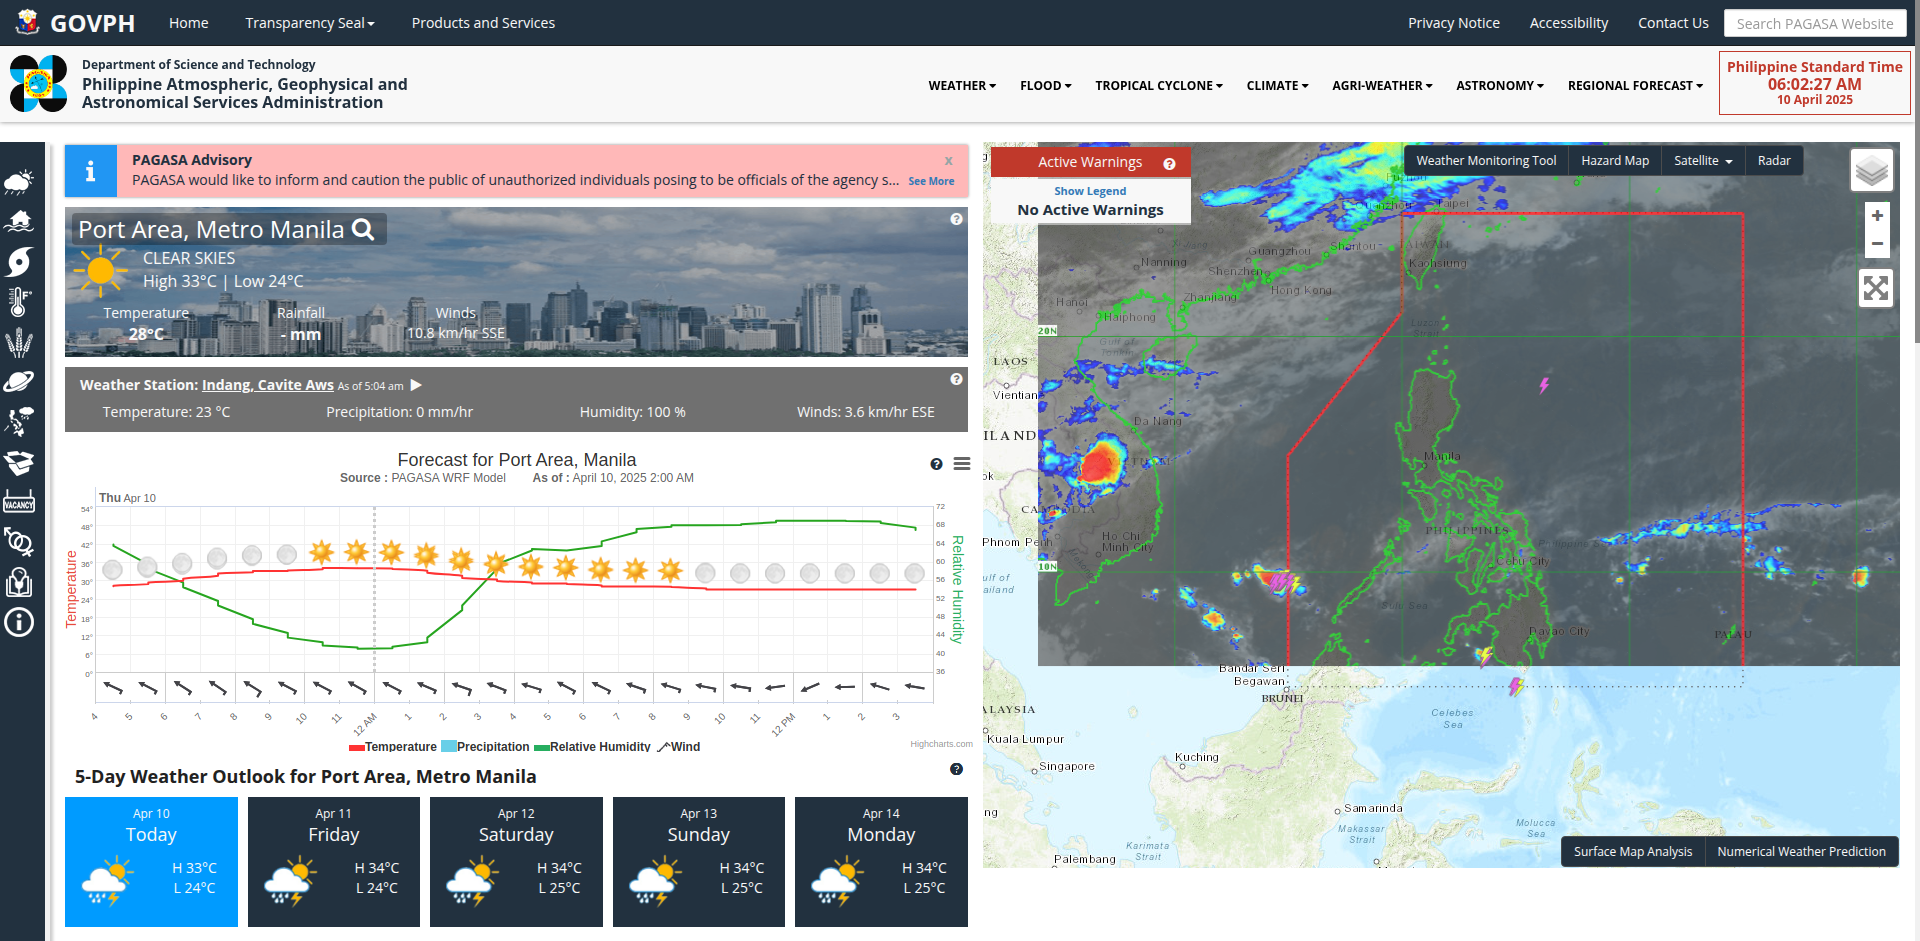 GOVPH
Home
Transparency Seal
Products and Services
Privacy Notice
Accessibility
Contact Us
Search PAGASA Website
Department of Science and Technology
Philippine Atmospheric, Geophysical and
Astronomical Services Administration
WEATHER
FLOOD
TROPICAL CYCLONE
CLIMATE
AGRI-WEATHER
ASTRONOMY
REGIONAL FORECAST
Philippine Standard Time
06:02:27 AM
10 April 2025
VACANCY
PAGASA Advisory
x
PAGASA would like to inform and caution the public of unauthorized individuals posing to be officials of the agency s...
See More
Port Area, Metro Manila
CLEAR SKIES
High 33°C | Low 24°C
Temperature
Rainfall
Winds
28°C
- mm
10.8 km/hr SSE
Weather Station: Indang, Cavite Aws As of 5:04 am
Temperature: 23 °C
Precipitation: 0 mm/hr
Humidity: 100 %
Winds: 3.6 km/hr ESE
Forecast for Port Area, Manila
Source : PAGASA WRF Model
As of : April 10, 2025 2:00 AM
Thu Apr 10
Temperature
54°
48°
42°
36°
30°
24°
18°
12°
6°
0°
72
68
64
60
56
52
48
44
40
36
Relative Humidity
4
5
6
7
8
9
10
11
12 AM
1
2
3
4
5
6
7
8
9
10
11
12 PM
1
2
3
Temperature
Precipitation
Relative Humidity
Wind
Highcharts.com
5-Day Weather Outlook for Port Area, Metro Manila
Apr 10
Today
H 33°C
L 24°C
Apr 11
Friday
H 34°C
L 24°C
Apr 12
Saturday
H 34°C
L 25°C
Apr 13
Sunday
H 34°C
L 25°C
Apr 14
Monday
H 34°C
L 25°C
Active Warnings
Show Legend
No Active Warnings
Weather Monitoring Tool
Hazard Map
Satellite
Radar
+
−
Taipei
TAIWAN
Kaohsiung
Shantou
Guangzhou
Shenzhen
Hong Kong
Nanning
Zhanjiang
Hanoi
Haiphong
20N
Gulf of
Luzon
Strait
LAOS
Vientian
ILAND
Da Nang
VIETNAM
CAMBODIA
Phnom Penh
Ho Chi
Minh City
10N
Manila
PHILIPPINES
Cebu City
Sulu Sea
Davao City
PALAU
Bandar Seri
Begawan
BRUNEI
ALAYSIA
Kuala Lumpur
Singapore
Kuching
Celebes
Sea
Samarinda
Makassar
Strait
Molucca
Sea
Karimata
Strait
Palembang
Surface Map Analysis
Numerical Weather Prediction